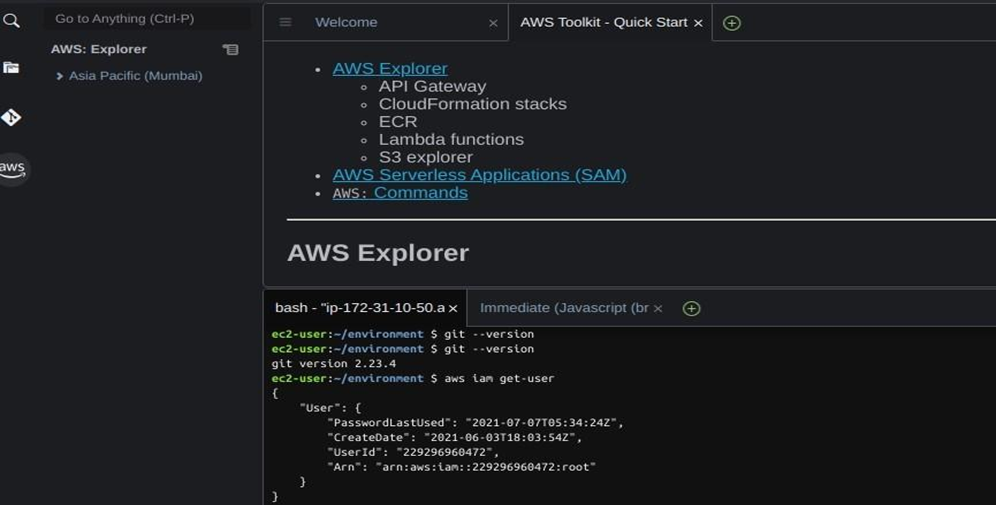 Go to Anything (Ctrl-P)
AWS: Explorer
Asia Pacific (Mumbai)
aws
Welcome
AWS Toolkit - Quick Start
AWS Explorer
API Gateway
CloudFormation stacks
ECR
Lambda functions
S3 explorer
AWS Serverless Applications (SAM)
AWS: Commands
AWS Explorer
bash - "ip-172-31-10-50.a
Immediate (Javascript (br
ec2-user:~/environment $ git --version
ec2-user:~/environment $ git --version
git version 2.23.4
ec2-user:~/environment $ aws iam get-user
{
"User": {
"PasswordLastUsed": "2021-07-07T05:34:24Z",
"CreateDate": "2021-06-03T18:03:54Z",
"UserId": "229296960472",
"Arn": "arn:aws:iam::229296960472:root"
}
}